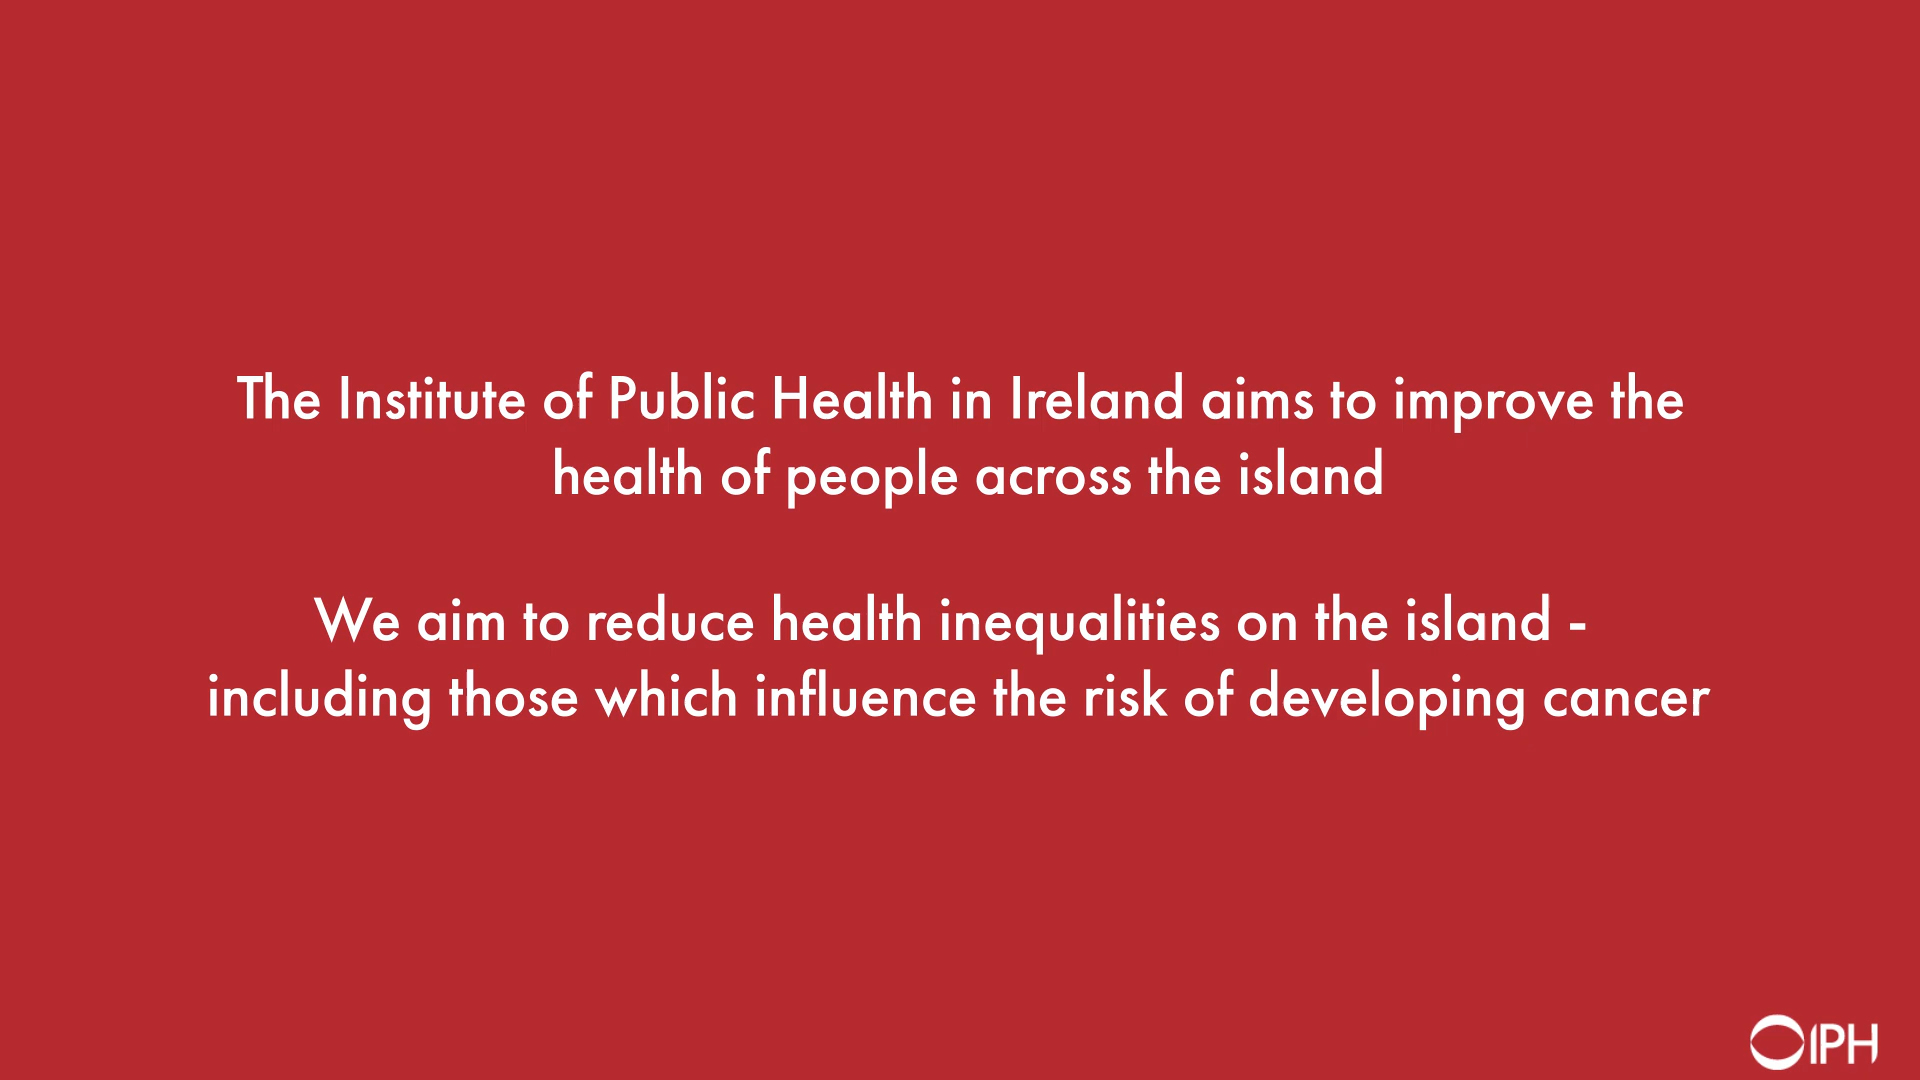 The Institute of Public Health in Ireland aims to improve the
health of people across the island
We aim to reduce health inequalities on the island -
including those which influence the risk of developing cancer
IPH